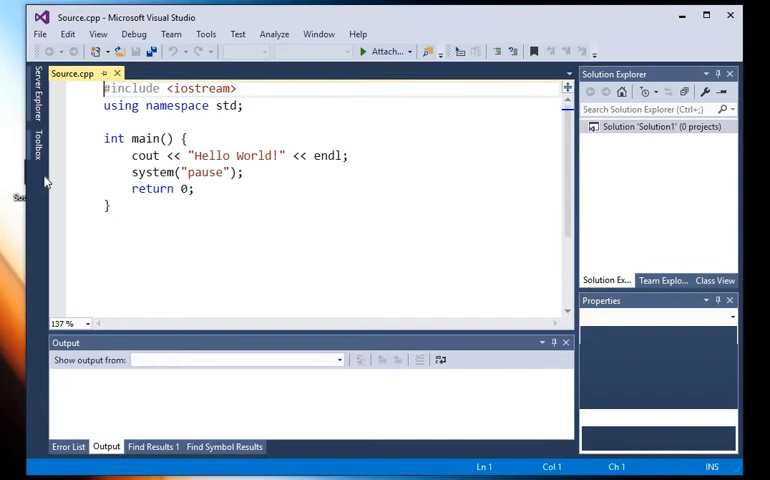 Source.cpp - Microsoft Visual Studio
File Edit View Debug Team Tools Test Analyze Window Help
Attach...
Server Explorer
Toolbox
Source.cpp
#include <iostream>
using namespace std;
int main() {
cout << "Hello World!" << endl;
system("pause");
return 0;
}
137 %
Solution Explorer
Search Solution Explorer (Ctrl+;)
Solution 'Solution1' (0 projects)
Solution Ex... Team Explo... Class View
Properties
Output
Show output from:
Error List Output Find Results 1 Find Symbol Results
Ln 1 Col 1 Ch 1 INS